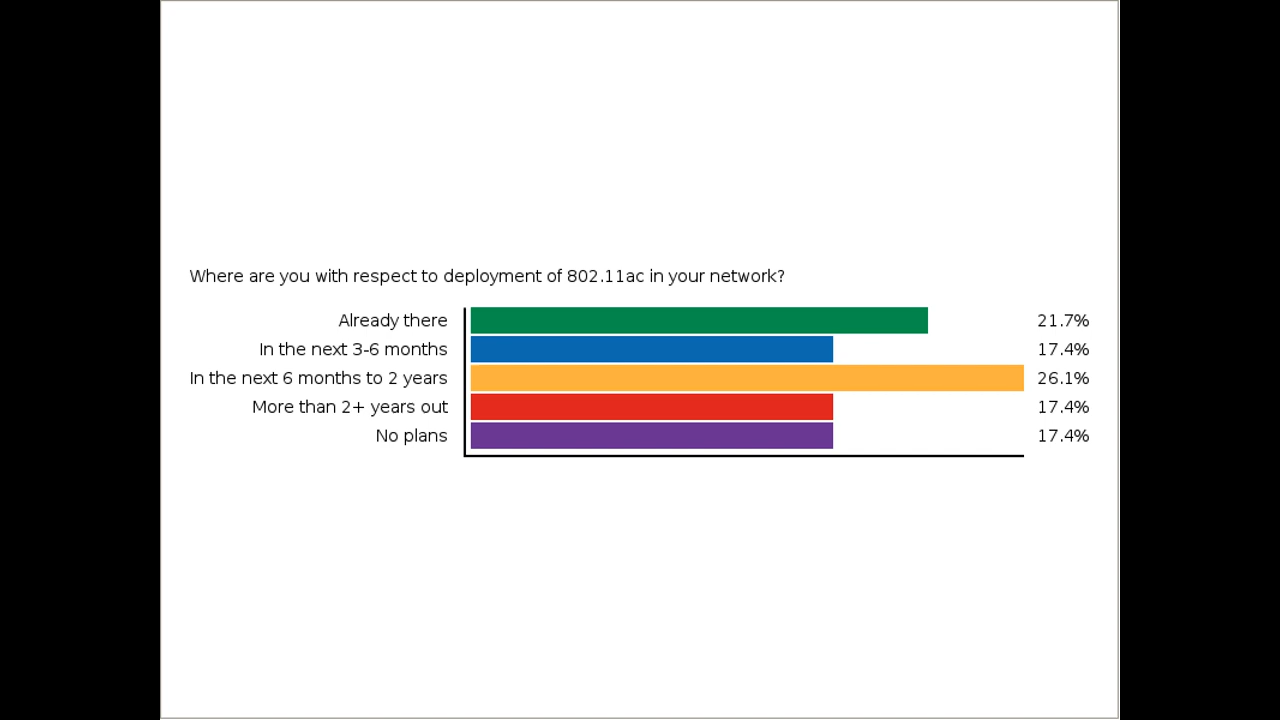 Where are you with respect to deployment of 802.11ac in your network?
Already there 21.7%
In the next 3-6 months 17.4%
In the next 6 months to 2 years 26.1%
More than 2+ years out 17.4%
No plans 17.4%